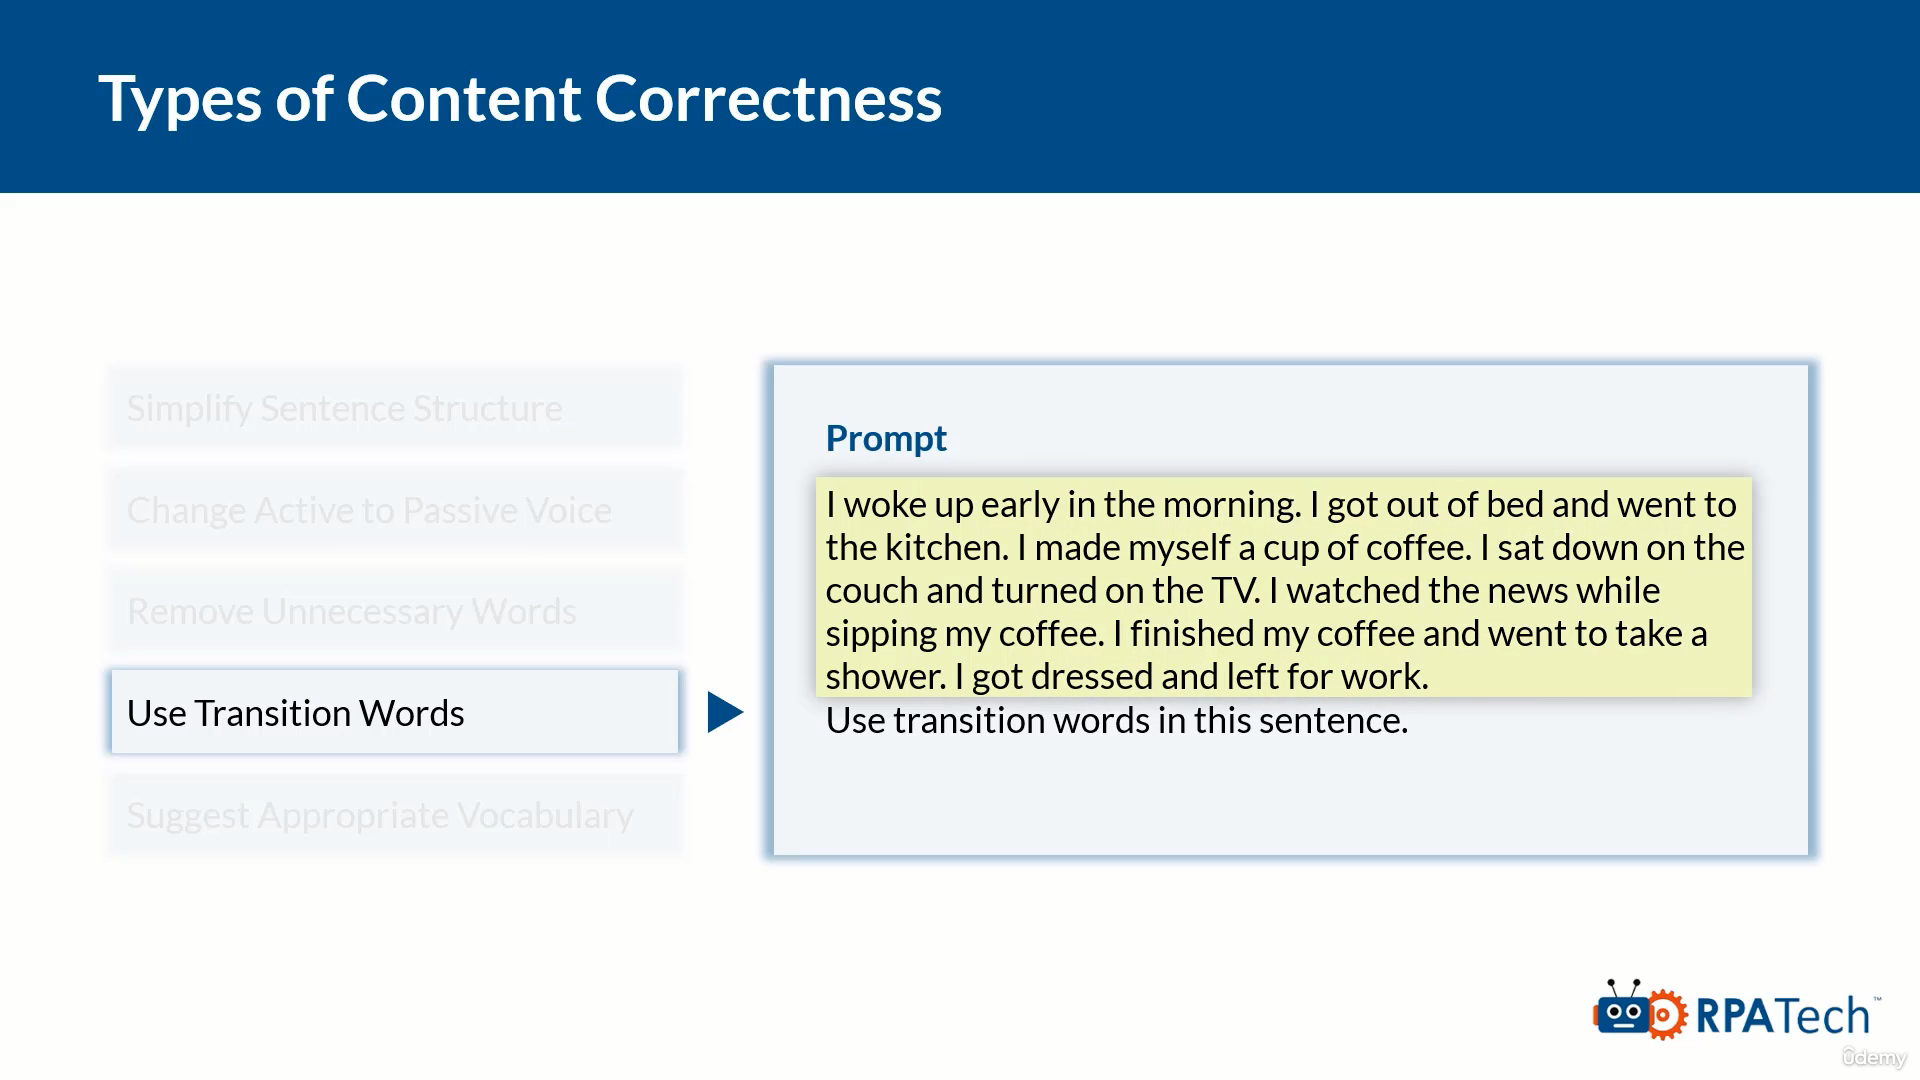 Types of Content Correctness
Simplify Sentence Structure
Change Active to Passive Voice
Remove Unnecessary Words
Use Transition Words
Suggest Appropriate Vocabulary
Prompt
I woke up early in the morning. I got out of bed and went to
the kitchen. I made myself a cup of coffee. I sat down on the
couch and turned on the TV. I watched the news while
sipping my coffee. I finished my coffee and went to take a
shower. I got dressed and left for work.
Use transition words in this sentence.
RPATech™
ûdemy